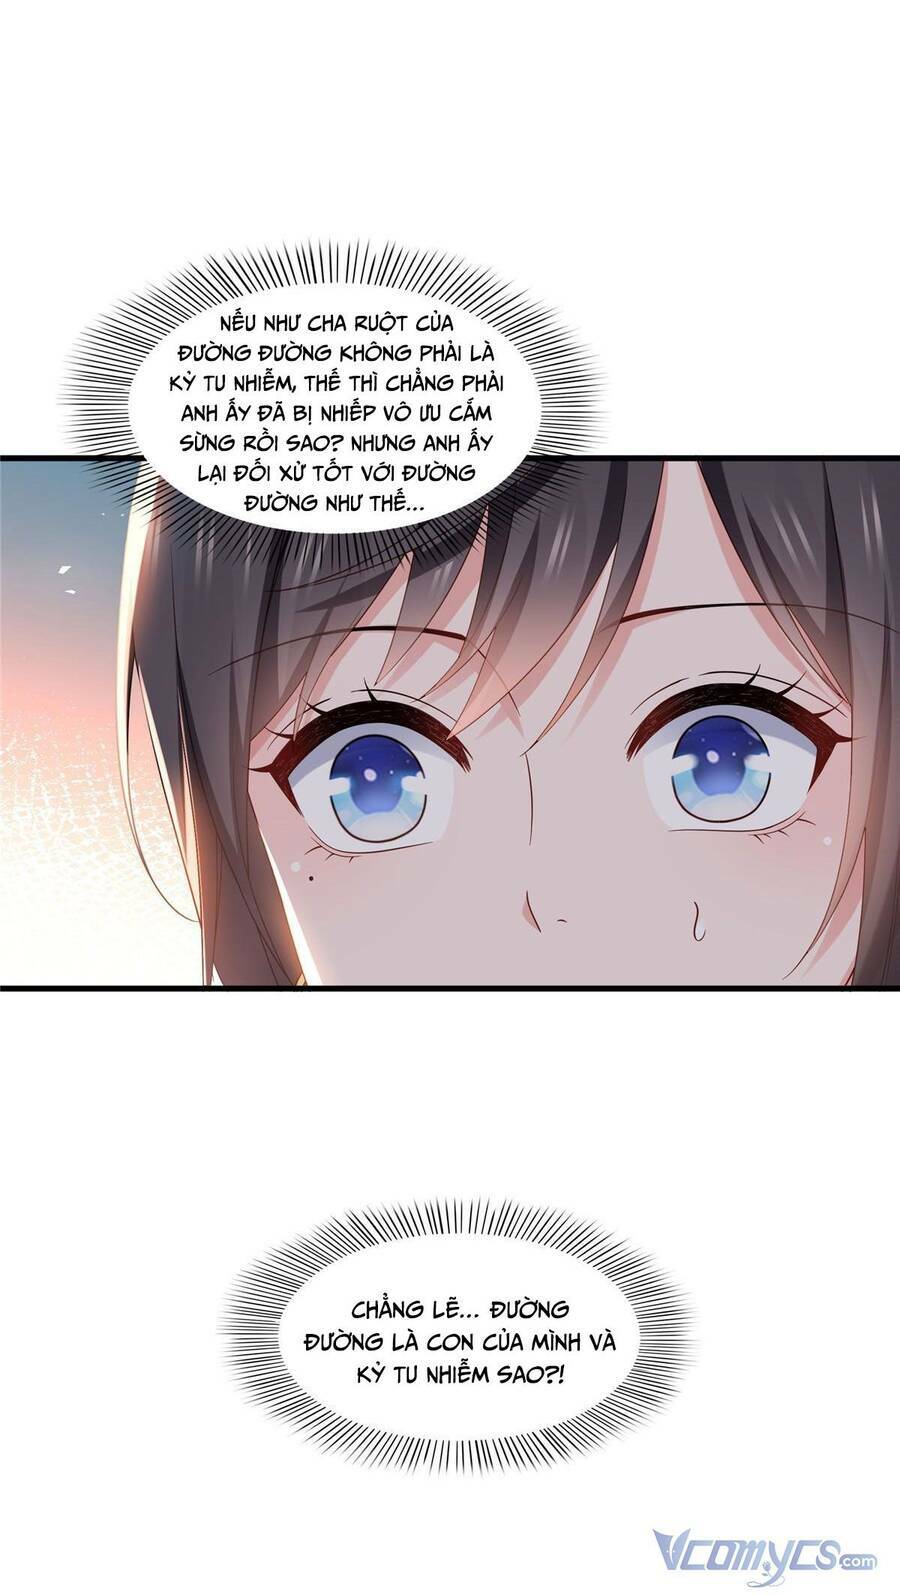 NẾU NHƯ CHA RUỘT CỦA
ĐƯỜNG ĐƯỜNG KHÔNG PHẢI LÀ
KỶ TU NHIỄM, THẾ THÌ CHẲNG PHẢI
ANH ẤY ĐÃ BỊ NHIẾP VÔ ƯU CẮM
SỪNG RỒI SAO? NHƯNG ANH ẤY
LẠI ĐỐI XỬ TỐT VỚI ĐƯỜNG
ĐƯỜNG NHƯ THẾ...
CHẲNG LẼ... ĐƯỜNG
ĐƯỜNG LÀ CON CỦA MÌNH VÀ
KỶ TU NHIỄM SAO?!
VCOMYCS.com